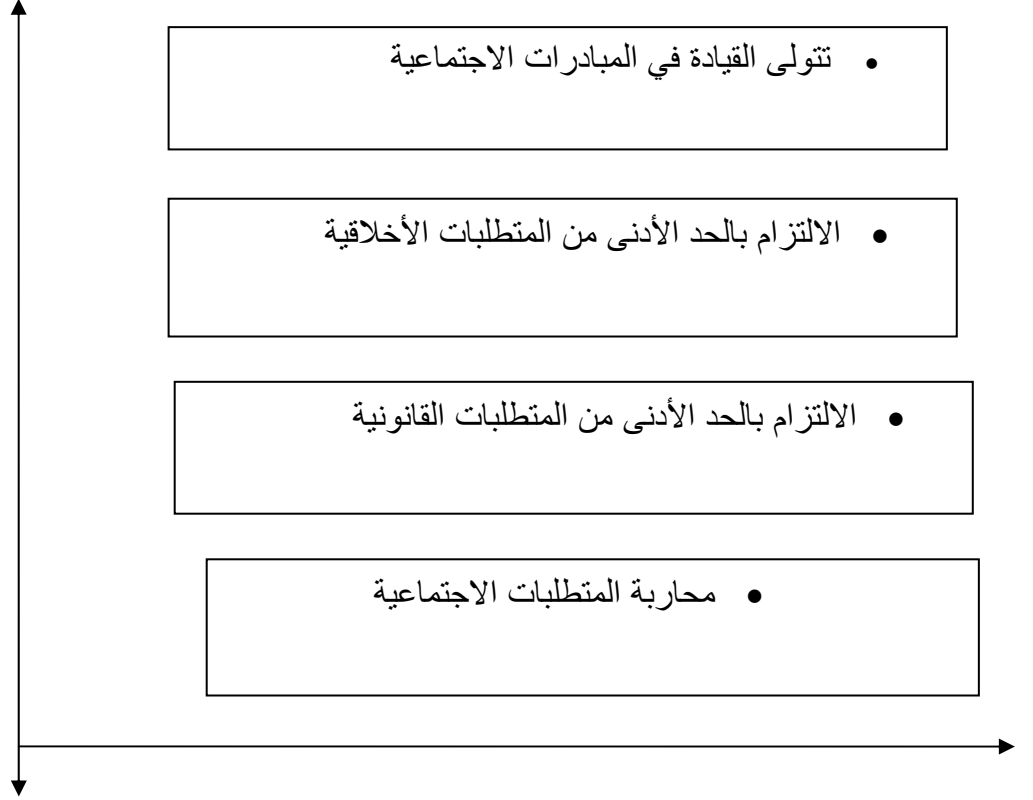 • تتولى القيادة في المبادرات الاجتماعية
• الالتزام بالحد الأدنى من المتطلبات الأخلاقية
• الالتزام بالحد الأدنى من المتطلبات القانونية
• محاربة المتطلبات الاجتماعية